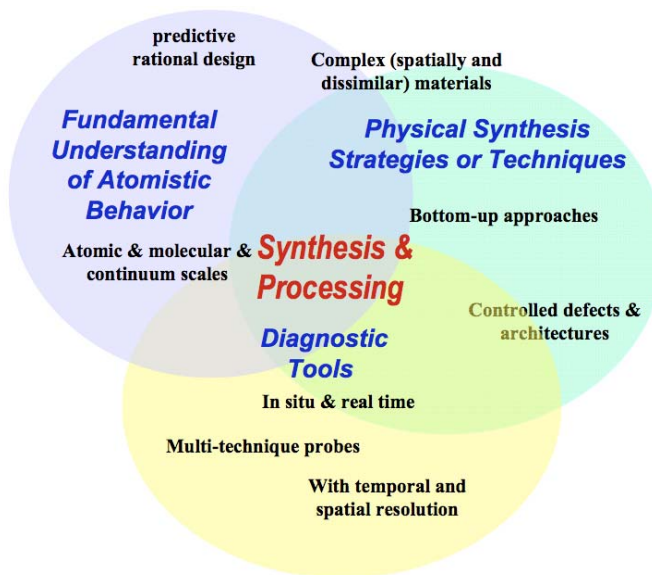 predictive
rational design
Complex (spatially and
dissimilar) materials
Fundamental
Understanding
of Atomistic
Behavior
Physical Synthesis
Strategies or Techniques
Bottom-up approaches
Atomic & molecular &
continuum scales
Synthesis &
Processing
Controlled defects &
architectures
Diagnostic
Tools
In situ & real time
Multi-technique probes
With temporal and
spatial resolution